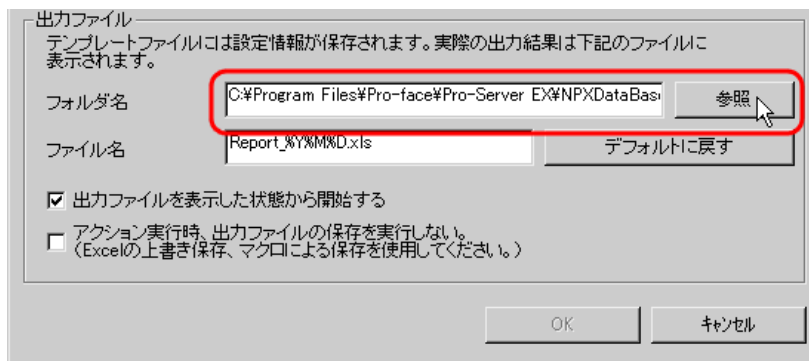 出力ファイル
テンプレートファイルには設定情報が保存されます。実際の出力結果は下記のファイルに
表示されます。
フォルダ名 C:¥Program Files¥Pro-face¥Pro-Server EX¥NPXDataBas 参照
ファイル名 Report_%Y%M%D.xls デフォルトに戻す
出力ファイルを表示した状態から開始する
アクション実行時、出力ファイルの保存を実行しない。
(Excelの上書き保存、マクロによる保存を使用してください。)
OK キャンセル